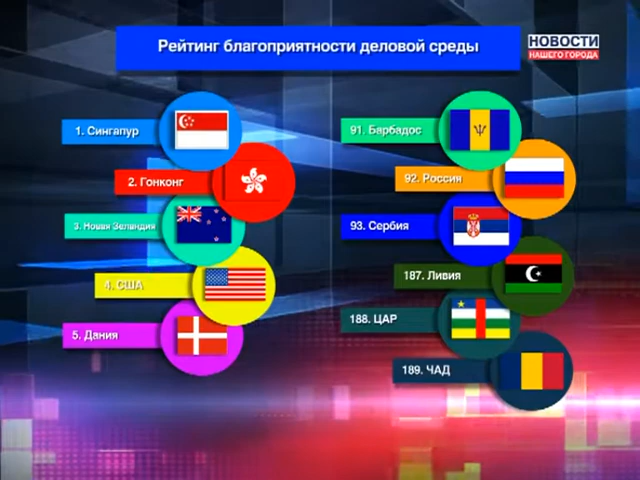 Рейтинг благоприятности деловой среды
НОВОСТИ
НАШЕГО ГОРОДА
1. Сингапур
2. Гонконг
3. Новая Зеландия
4. США
5. Дания
91. Барбадос
92. Россия
93. Сербия
187. Ливия
188. ЦАР
189. ЧАД